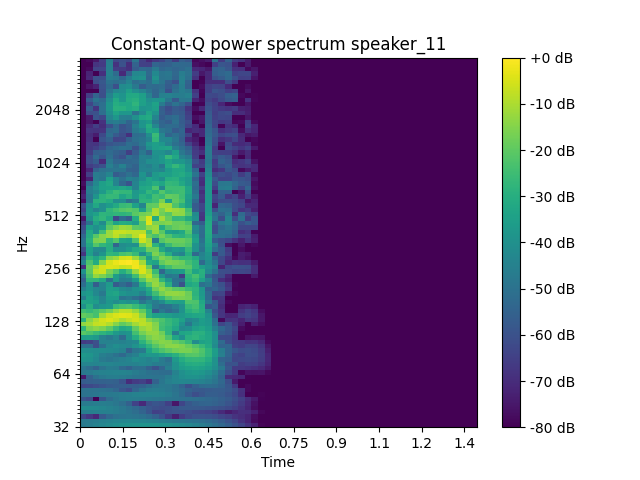 Constant-Q power spectrum speaker_11
Hz
2048
1024
512
256
128
64
32
0 0.15 0.3 0.45 0.6 0.75 0.9 1.1 1.2 1.4
Time
+0 dB
-10 dB
-20 dB
-30 dB
-40 dB
-50 dB
-60 dB
-70 dB
-80 dB